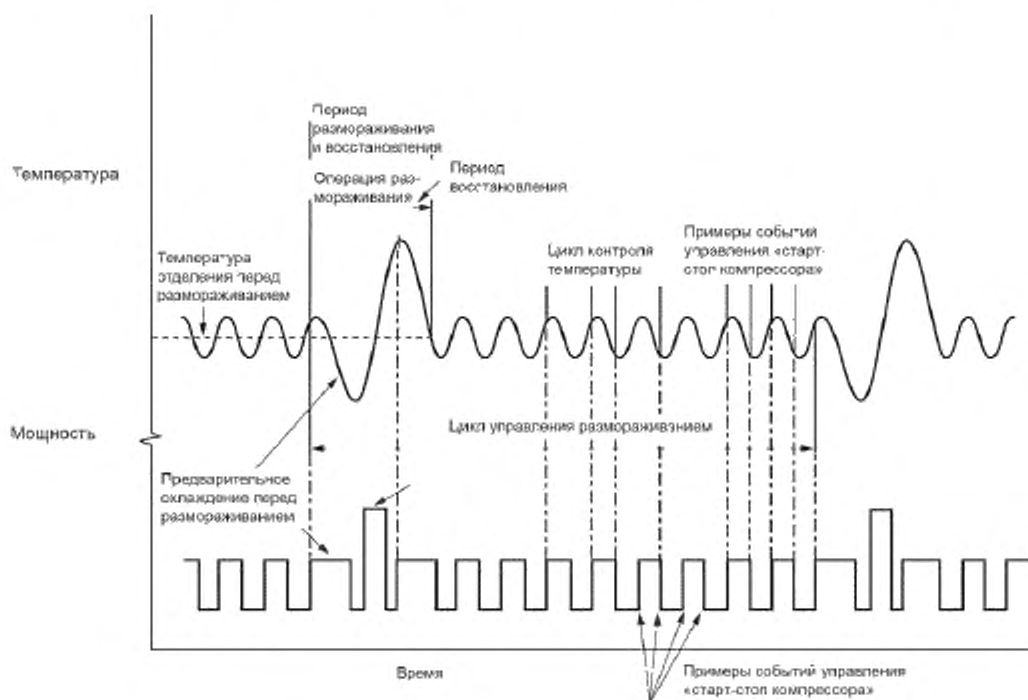 Период
размораживания
и восстановления
Температура
Операция раз-
мораживания
Период
восстановления
Температура
отделения перед
размораживанием
Цикл контроля
температуры
Примеры событий
управления «старт-
стоп компрессора»
Мощность
Цикл управления размораживанием
Предварительное
охлаждение перед
размораживанием
Время
Примеры событий управления
«старт-стоп компрессора»